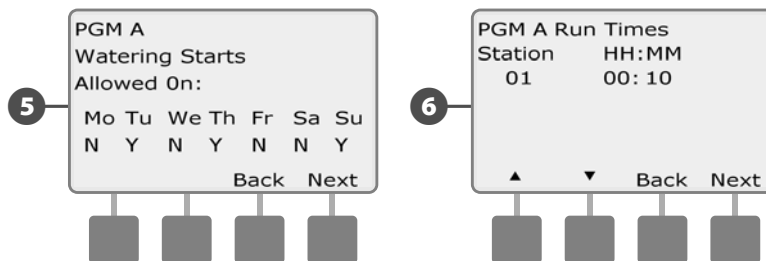 5
PGM A
Watering Starts
Allowed 0n:
Mo Tu We Th Fr Sa Su
N Y N Y N N Y
Back Next
6
PGM A Run Times
Station HH:MM
01 00:10
▲ ▼ Back Next